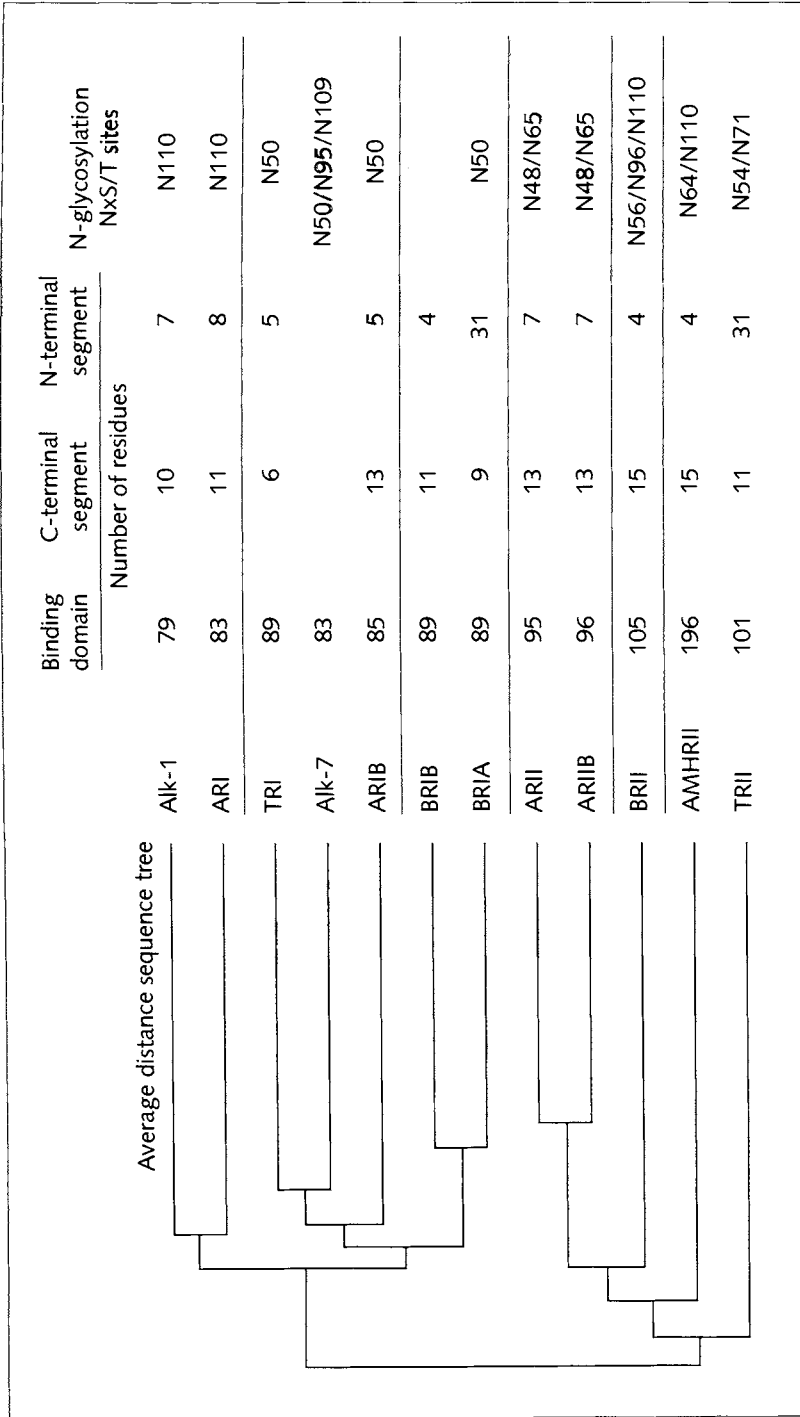 Average distance sequence tree
Binding domain C-terminal segment N-terminal segment N-glycosylation NxS/T sites
Number of residues
Alk-1 79 10 7 N110
ARI 83 11 8 N110
TRI 89 6 5 N50
Alk-7 83 N50/N95/N109
ARIB 85 13 5 N50
BRIB 89 11 4
BRIA 89 9 31 N50
ARII 95 13 7 N48/N65
ARIIB 96 13 7 N48/N65
BRII 105 15 4 N56/N96/N110
AMHRII 196 15 4 N64/N110
TRII 101 11 31 N54/N71